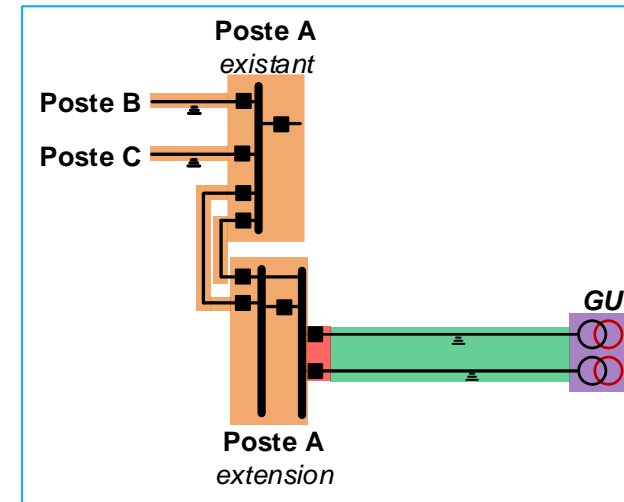 Poste A
existant
Poste B
Poste C
GU
Poste A
extension